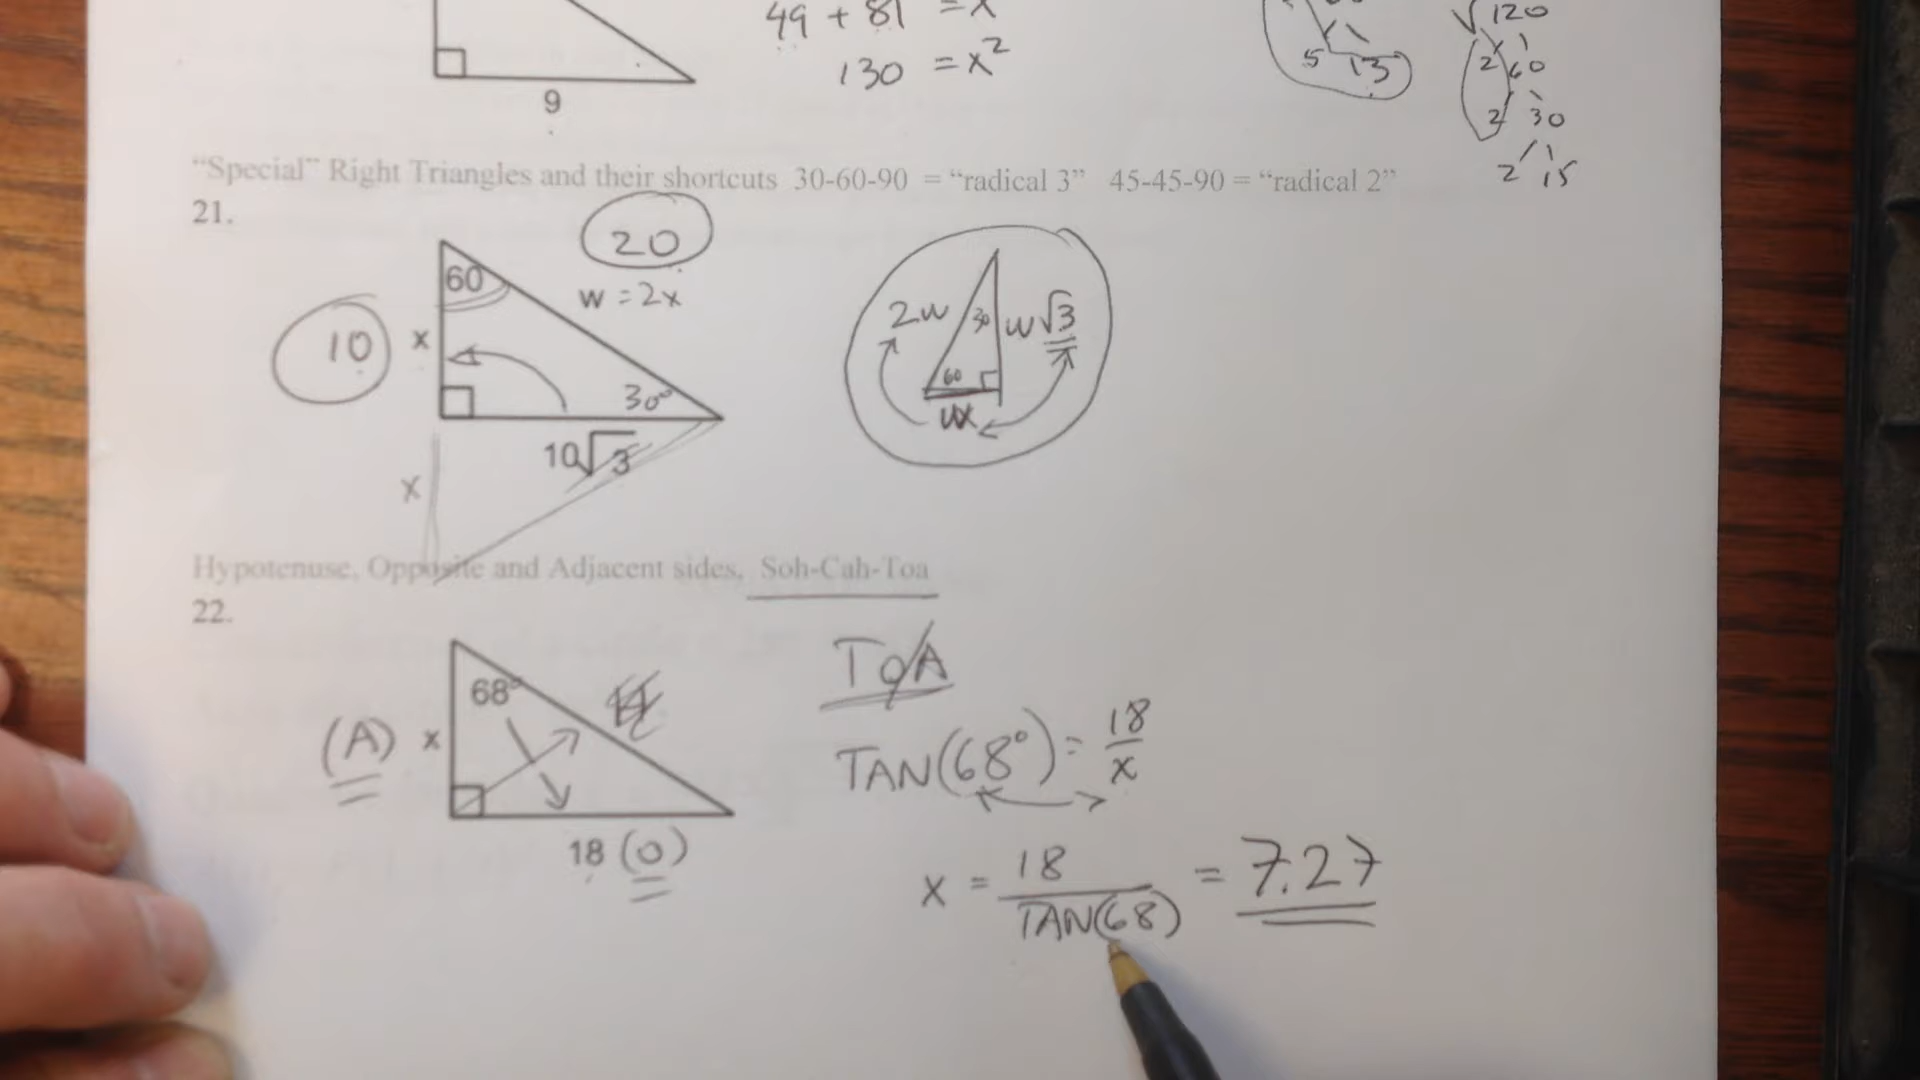 49 + 81 = x
130 = x²
9
5 13
√120
2 60
2 30
2 15
"Special" Right Triangles and their shortcuts 30-60-90 = "radical 3" 45-45-90 = "radical 2"
21.
60
20
w = 2x
10 x
30°
10√3
x
2w 30 w√3
60
Hypotenuse, Opposite and Adjacent sides, Soh-Cah-Toa
22.
68°
(A) x
18 (O)
TOA
TAN(68°) = 18/x
x = 18/TAN(68) = 7.27